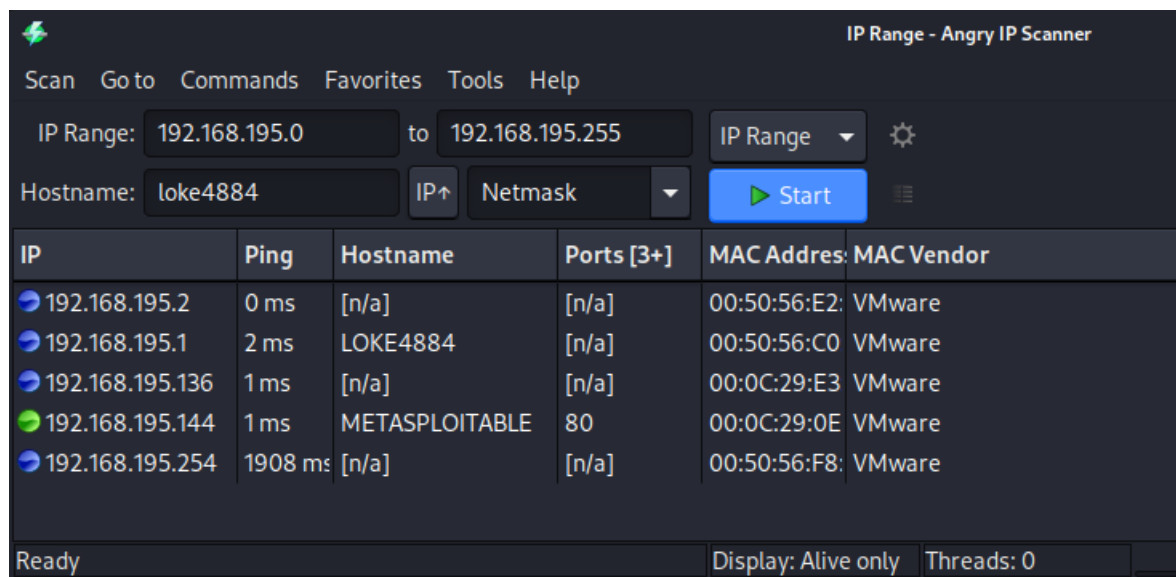 IP Range - Angry IP Scanner
Scan Go to Commands Favorites Tools Help
IP Range: 192.168.195.0 to 192.168.195.255 IP Range
Hostname: loke4884 IP↑ Netmask Start
IP Ping Hostname Ports [3+] MAC Addres MAC Vendor
192.168.195.2 0 ms [n/a] [n/a] 00:50:56:E2: VMware
192.168.195.1 2 ms LOKE4884 [n/a] 00:50:56:C0 VMware
192.168.195.136 1 ms [n/a] [n/a] 00:0C:29:E3 VMware
192.168.195.144 1 ms METASPLOITABLE 80 00:0C:29:0E VMware
192.168.195.254 1908 ms [n/a] [n/a] 00:50:56:F8: VMware
Ready Display: Alive only Threads: 0